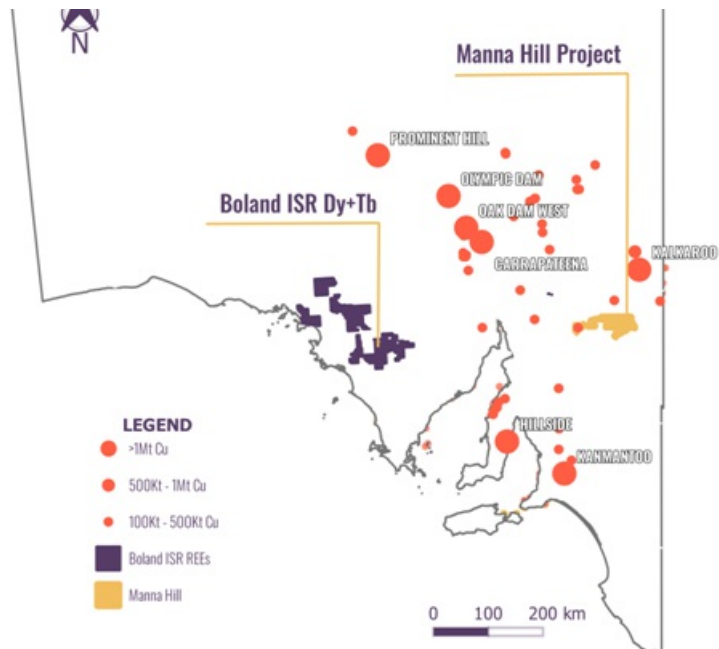 N
Manna Hill Project
PROMINENT HILL
OLYMPIC DAM
Boland ISR Dy+Tb
OAK DAM WEST
CARRAPATEENA
KALKAROO
LEGEND
>1Mt Cu
500Kt - 1Mt Cu
100Kt - 500Kt Cu
Boland ISR REEs
Manna Hill
HILLSIDE
KANMANTOO
0 100 200 km